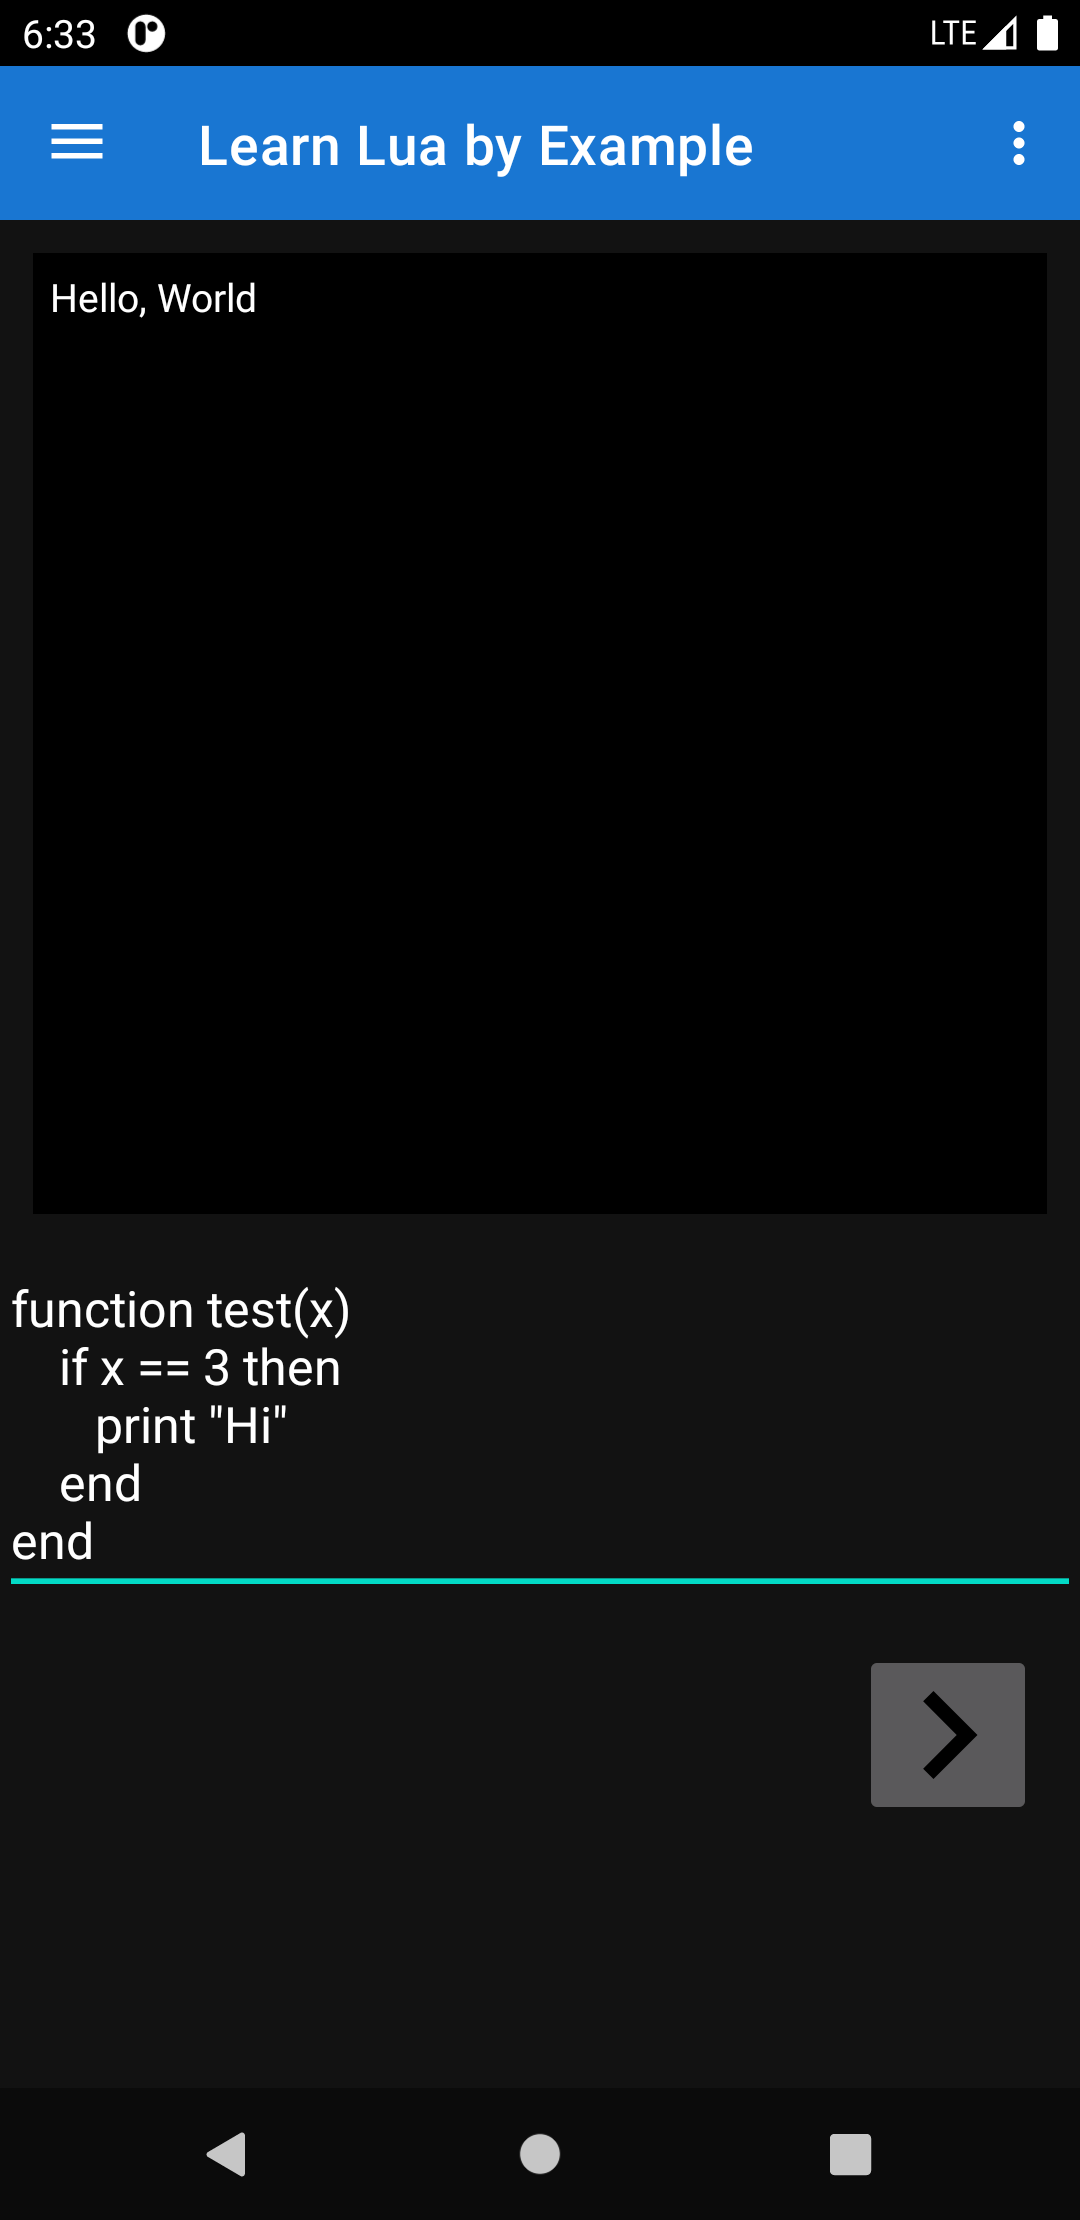 6:33
LTE
Learn Lua by Example
Hello, World
function test(x)
    if x == 3 then
       print "Hi"
    end
end